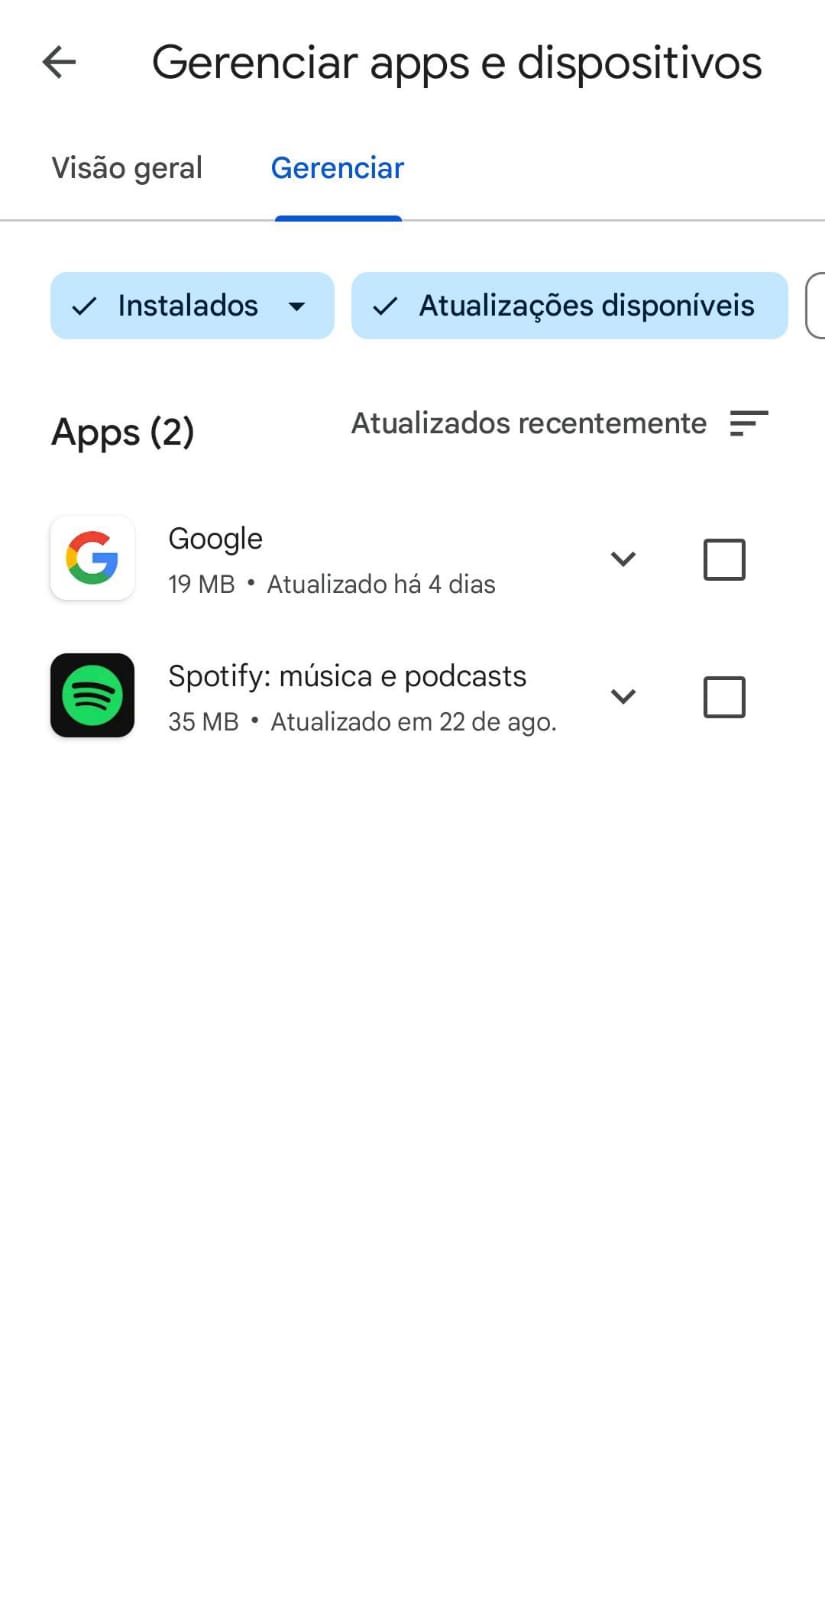 Gerenciar apps e dispositivos
Visão geral
Gerenciar
Instalados
Atualizações disponíveis
Apps (2)
Atualizados recentemente
Google
19 MB • Atualizado há 4 dias
Spotify: música e podcasts
35 MB • Atualizado em 22 de ago.